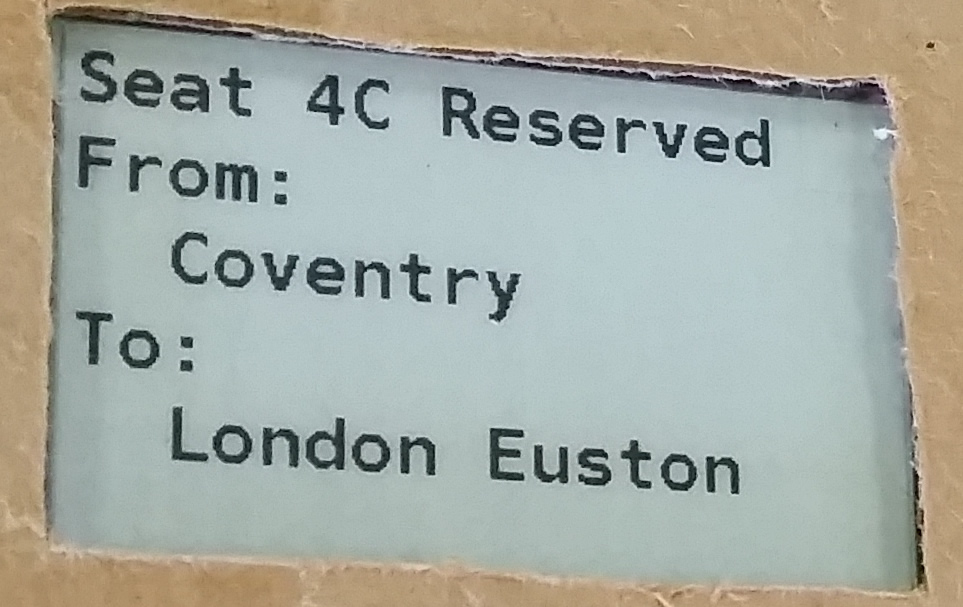 Seat 4C Reserved
From:
Coventry
To:
London Euston